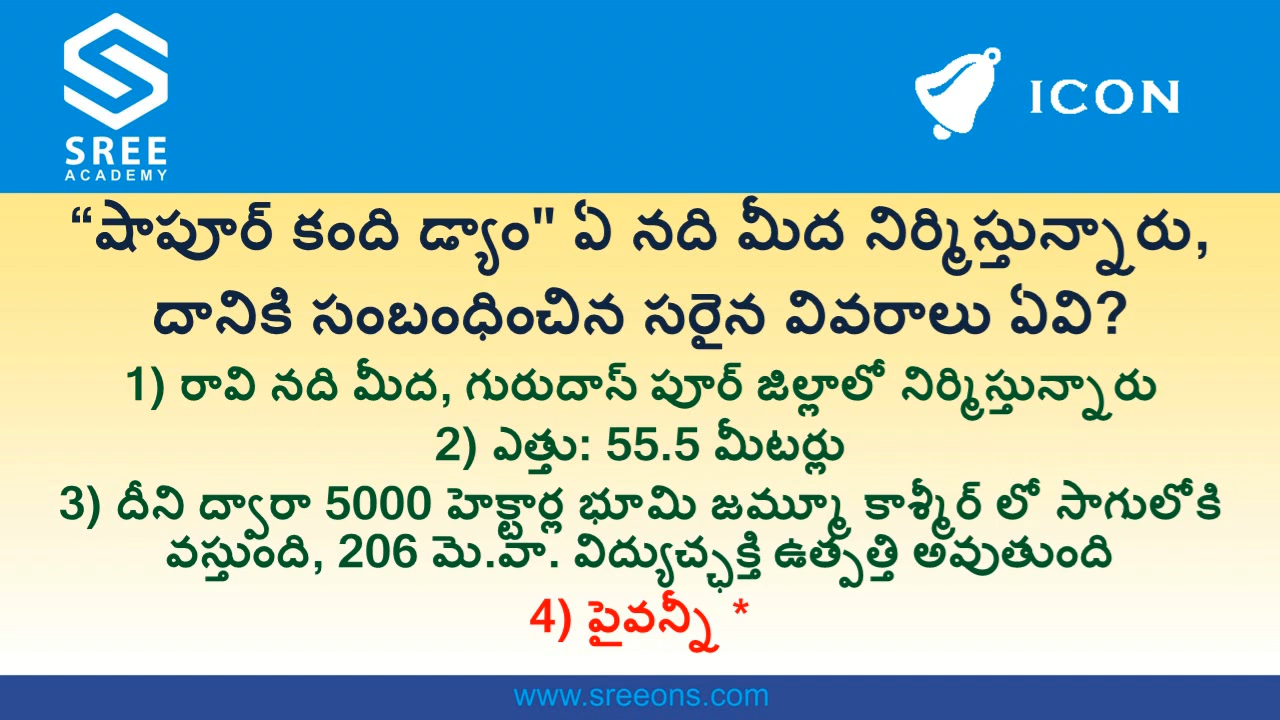 SREE
ACADEMY
ICON
“షాపూర్ కంది డ్యాం" ఏ నది మీద నిర్మిస్తున్నారు,
దానికి సంబంధించిన సరైన వివరాలు ఏవి?
1) రావి నది మీద, గురుదాస్ పూర్ జిల్లాలో నిర్మిస్తున్నారు
2) ఎత్తు: 55.5 మీటర్లు
3) దీని ద్వారా 5000 హెక్టార్ల భూమి జమ్మూ కాశ్మీర్ లో సాగులోకి
వస్తుంది, 206 మె.వా. విద్యుచ్ఛక్తి ఉత్పత్తి అవుతుంది
4) పైవన్నీ *
www.sreeons.com